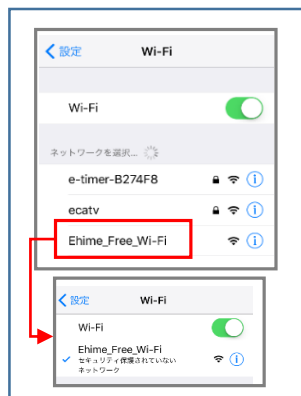 設定 Wi-Fi
Wi-Fi
ネットワークを選択...
e-timer-B274F8
ecatv
Ehime_Free_Wi-Fi
設定 Wi-Fi
Wi-Fi
Ehime_Free_Wi-Fi
セキュリティ保護されていない
ネットワーク